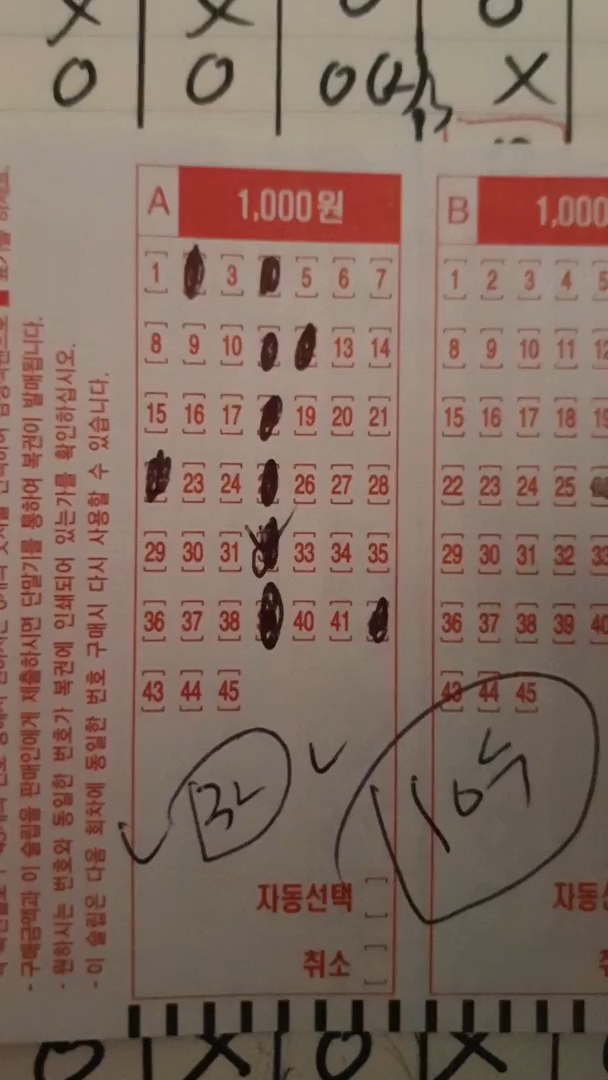 X X O O
O O O X
A 1,000원
B 1,000
1 3 5 6 7
1 2 3 4 5
8 9 10 13 14
8 9 10 11 12
15 16 17 19 20 21
15 16 17 18 19
23 24 26 27 28
22 23 24 25
29 30 31 33 34 35
29 30 31 32 33
36 37 38 40 41
36 37 38 39 40
43 44 45
43 44 45
32
자동선택 [ ]
취소 [ ]
자동선
- 구매금액과 이 슬립을 판매인에게 제출하시면 단말기를 통하여 복권이 발매됩니다.
- 원하시는 번호와 동일한 번호가 복권에 인쇄되어 있는가를 확인하십시오.
- 이 슬립은 다음 회차에 동일한 번호 구매시 다시 사용할 수 있습니다.
O X O X